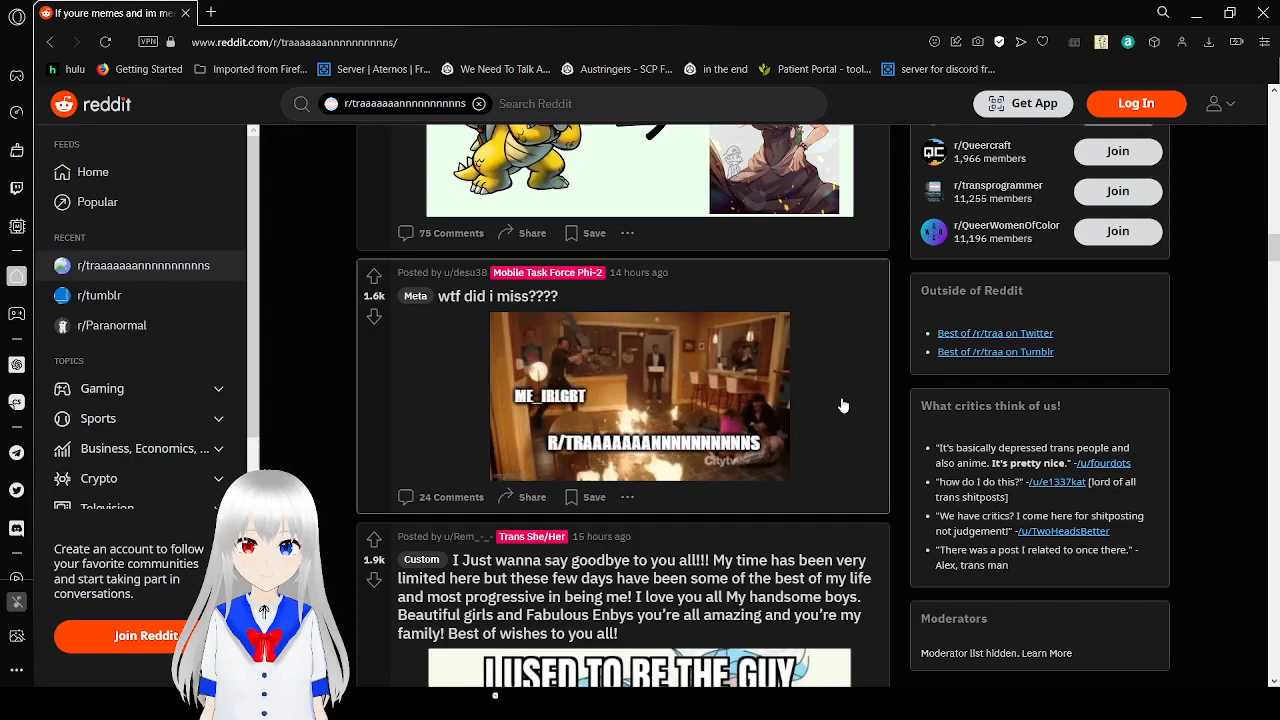 If youre memes and im me
www.reddit.com/r/traaaaaaannnnnnnnnns/
VPN
hulu
Getting Started
Imported from Firef...
Server | Aternos | Fr...
We Need To Talk A...
Austringers - SCP F...
in the end
Patient Portal - tool...
server for discord fr...
reddit
r/traaaaaaannnnnnnnnns
Search Reddit
Get App
Log In
FEEDS
Home
Popular
RECENT
r/traaaaaaannnnnnnnnns
r/tumblr
r/Paranormal
TOPICS
Gaming
Sports
Business, Economics, ...
Crypto
Television
Create an account to follow
your favorite communities
and start taking part in
conversations.
Join Reddit
75 Comments
Share
Save
Posted by u/desu38 Mobile Task Force Phi-2 14 hours ago
1.6k
Meta wtf did i miss????
ME_IRLGBT
R/TRAAAAAAANNNNNNNNNNS
Citytv
24 Comments
Share
Save
Posted by u/Rem_-_- Trans She/Her 15 hours ago
1.9k
Custom I Just wanna say goodbye to you all!!! My time has been very
limited here but these few days have been some of the best of my life
and most progressive in being me! I love you all My handsome boys.
Beautiful girls and Fabulous Enbys you're all amazing and you're my
family! Best of wishes to you all!
I USED TO BE THE GUY
r/Queercraft
1,966 members
Join
r/transprogrammer
11,255 members
Join
r/QueerWomenOfColor
11,196 members
Join
Outside of Reddit
Best of /r/traa on Twitter
Best of /r/traa on Tumblr
What critics think of us!
"It's basically depressed trans people and
also anime. It's pretty nice." -/u/fourdots
"how do I do this?" -/u/e1337kat [lord of all
trans shitposts]
"We have critics? I come here for shitposting
not judgement" -/u/TwoHeadsBetter
"There was a post I related to once there." -
Alex, trans man
Moderators
Moderator list hidden. Learn More